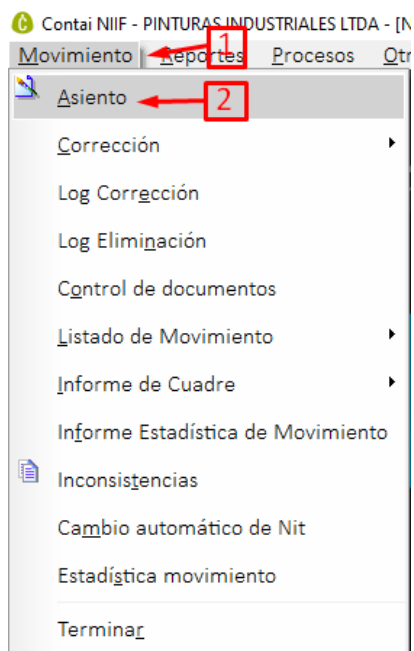 Contai NIIF - PINTURAS INDUSTRIALES LTDA - [N
Movimiento 1 Reportes Procesos Otr
Asiento 2
Corrección
Log Corrección
Log Eliminación
Control de documentos
Listado de Movimiento
Informe de Cuadre
Informe Estadística de Movimiento
Inconsistencias
Cambio automático de Nit
Estadística movimiento
Terminar